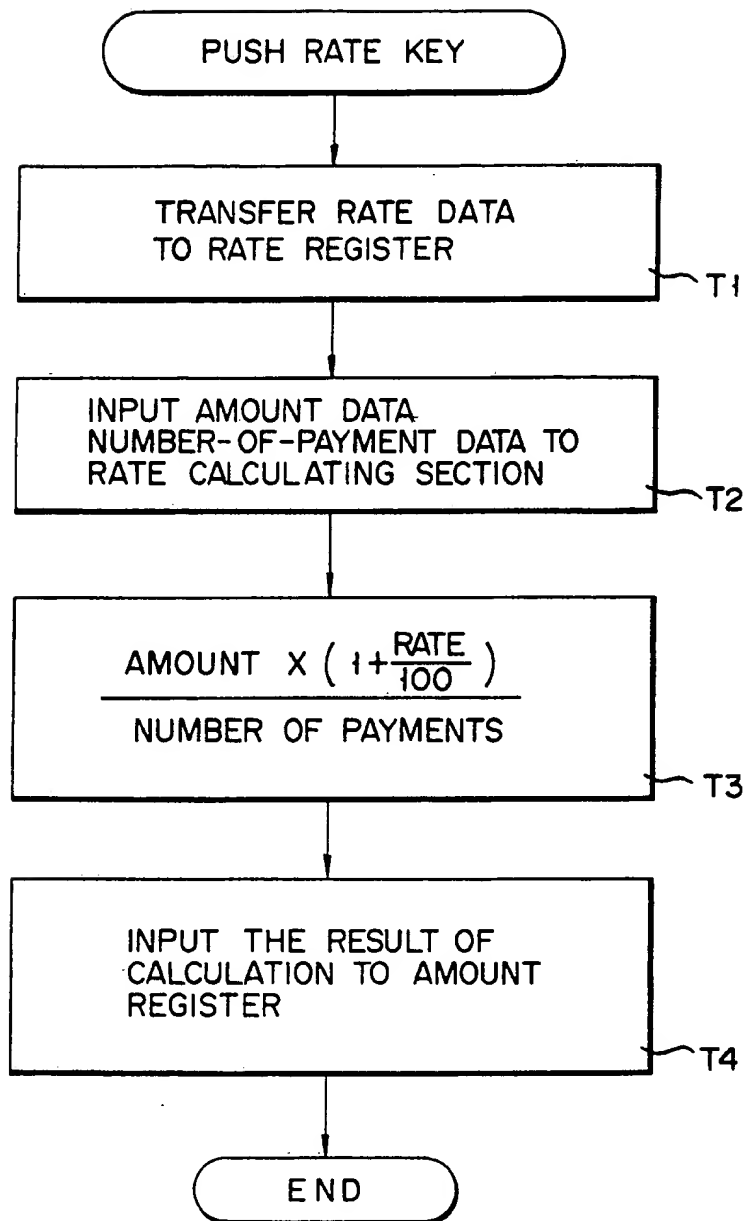 PUSH RATE KEY
TRANSFER RATE DATA
TO RATE REGISTER
T1
INPUT AMOUNT DATA
NUMBER-OF-PAYMENT DATA TO
RATE CALCULATING SECTION
T2
AMOUNT X ( 1+ RATE/100 )
NUMBER OF PAYMENTS
T3
INPUT THE RESULT OF
CALCULATION TO AMOUNT
REGISTER
T4
END